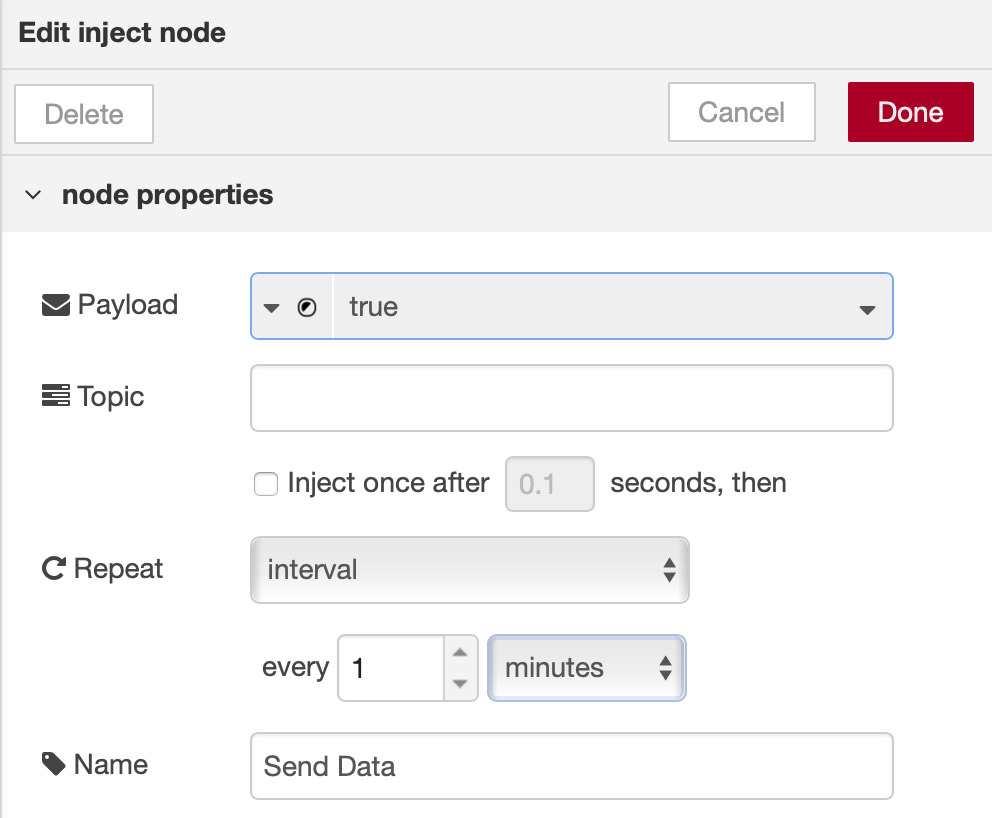 Edit inject node
Delete Cancel Done
node properties
Payload true
Topic
Inject once after 0.1 seconds, then
Repeat interval
every 1 minutes
Name Send Data